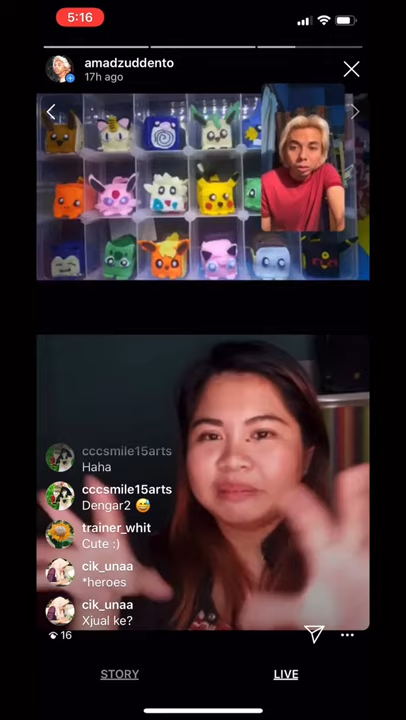 5:16
amadzuddento
17h ago
cccsmile15arts
Haha
cccsmile15arts
Dengar2 😅
trainer_whit
Cute :)
cik_unaa
*heroes
cik_unaa
Xjual ke?
16
STORY
LIVE